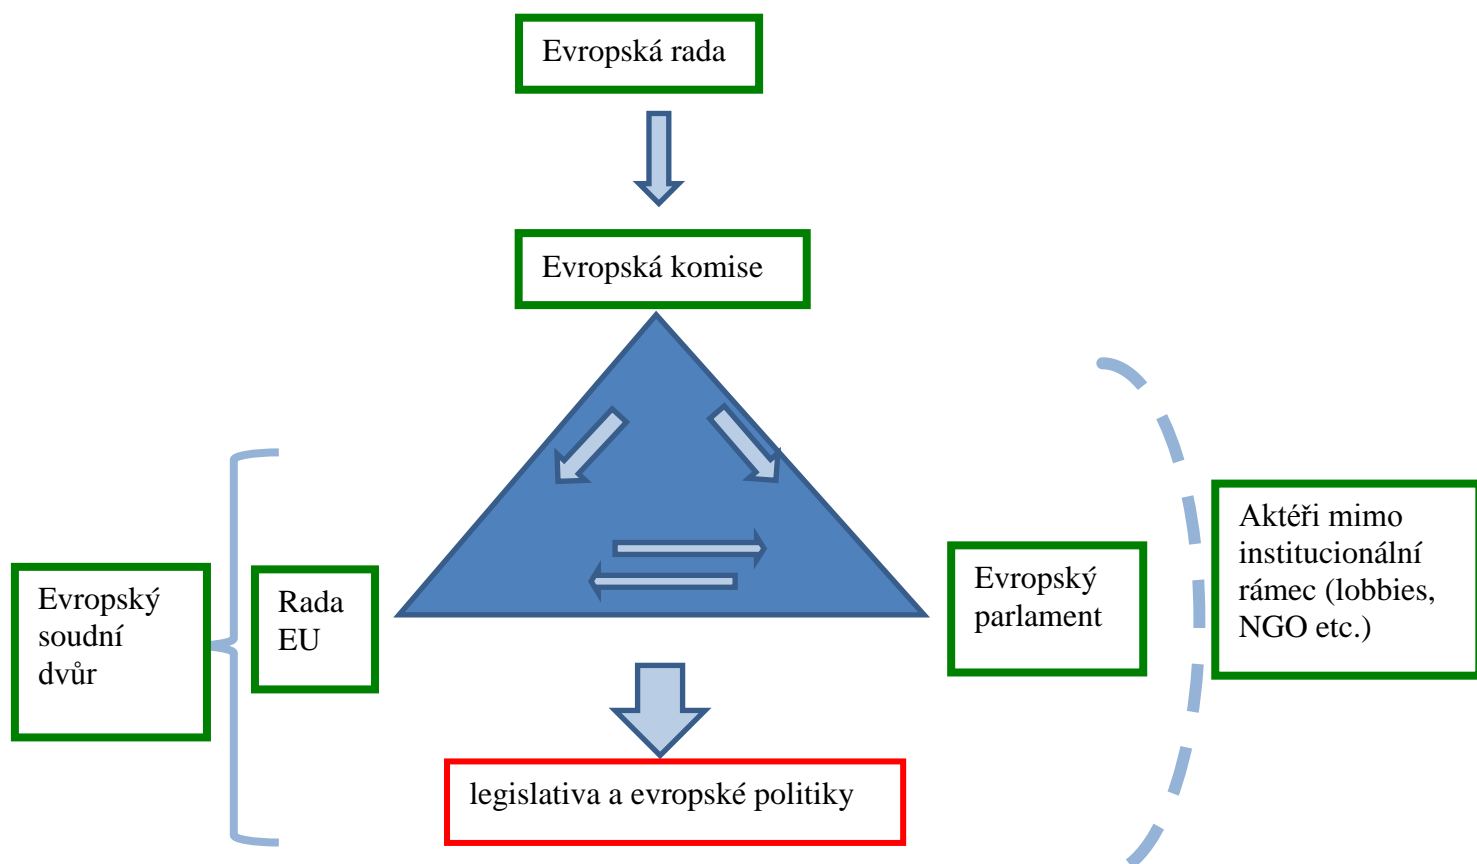 Evropská rada
Evropská komise
Evropský
soudní
dvůr
Rada
EU
Evropský
parlament
Aktéři mimo
institucionální
rámec (lobbies,
NGO etc.)
legislativa a evropské politiky